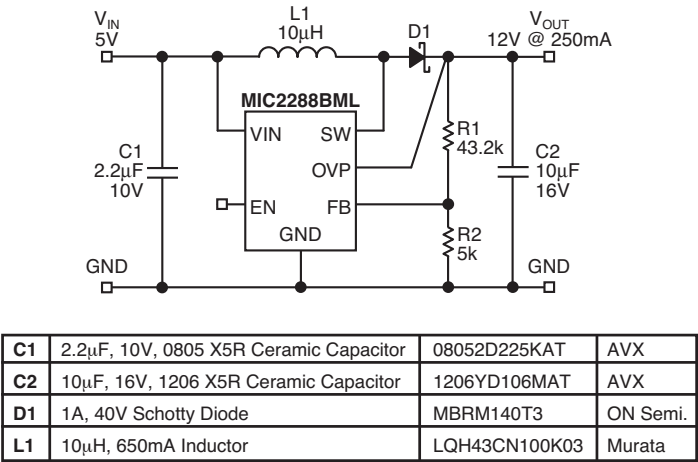 V_IN
5V
L1
10μH
D1
V_OUT
12V @ 250mA
MIC2288BML
VIN
SW
OVP
EN
FB
GND
C1
2.2μF
10V
R1
43.2k
C2
10μF
16V
R2
5k
GND
GND
C1 2.2μF, 10V, 0805 X5R Ceramic Capacitor 08052D225KAT AVX
C2 10μF, 16V, 1206 X5R Ceramic Capacitor 1206YD106MAT AVX
D1 1A, 40V Schotty Diode MBRM140T3 ON Semi.
L1 10μH, 650mA Inductor LQH43CN100K03 Murata